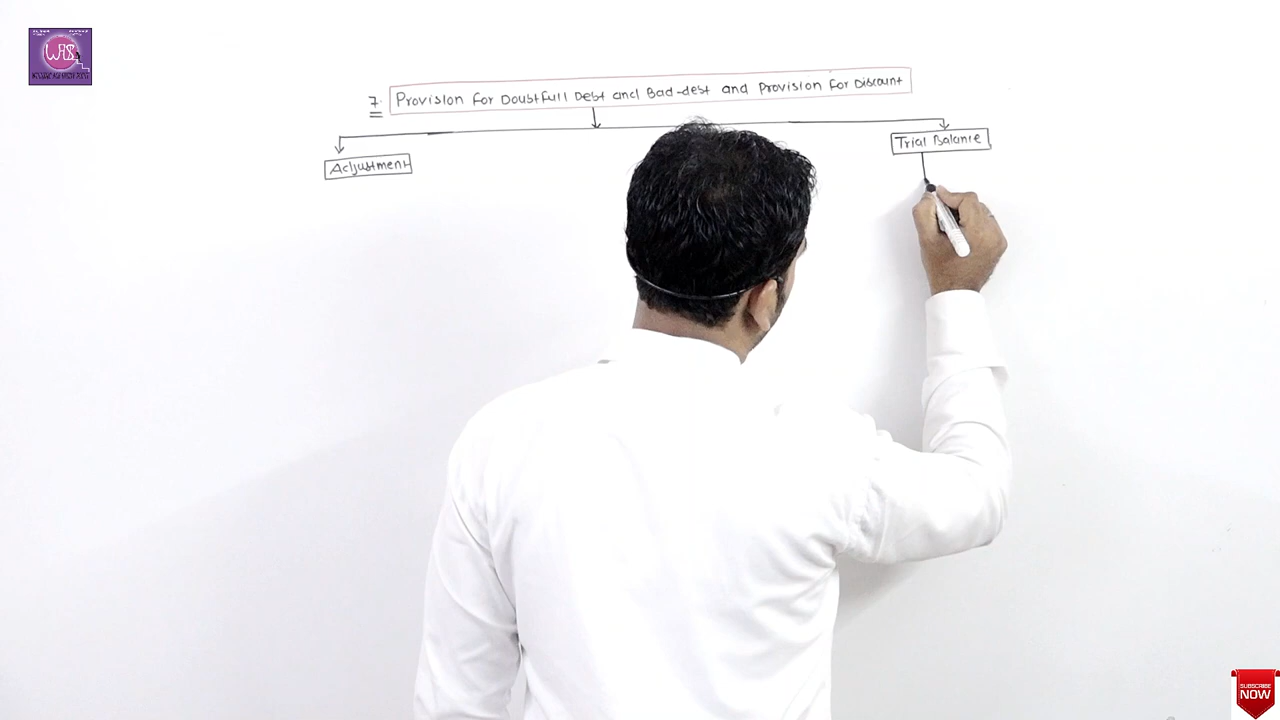 7. Provision for Doubtfull Debt and Bad-debt and Provision for Discount
Adjustment
Trial Balance
SUBSCRIBE
NOW